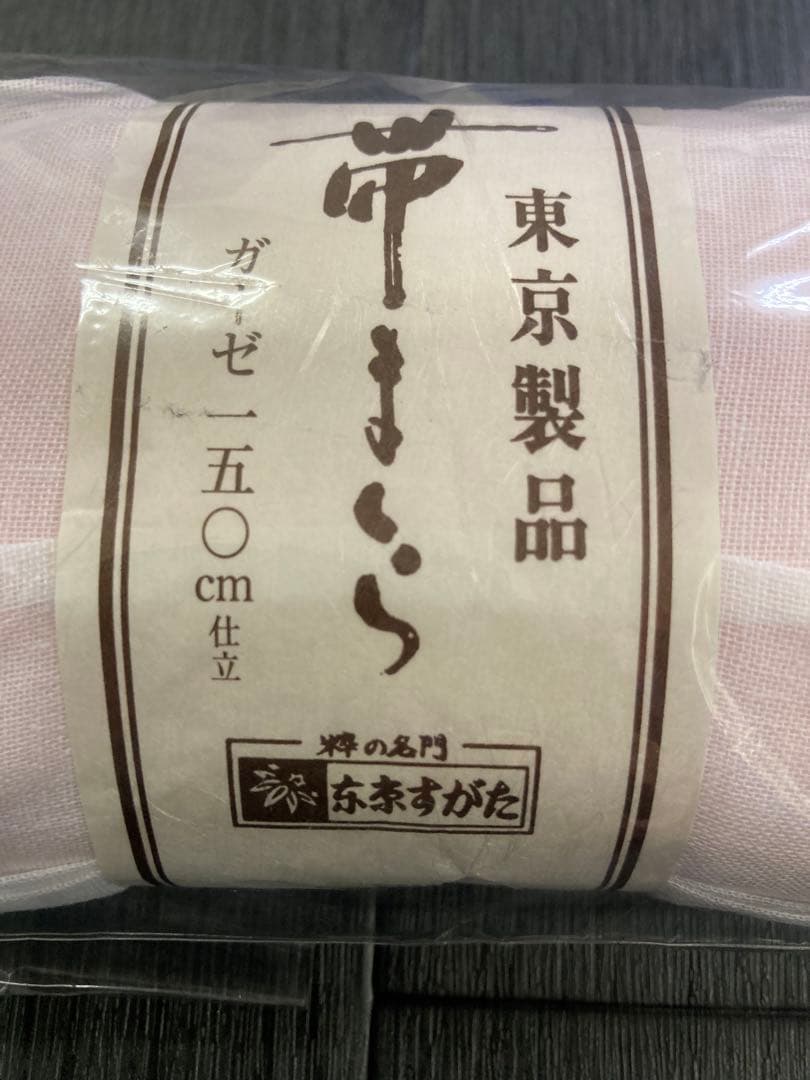 東京製品
帯まくら
ガーゼ一五〇cm仕立
粋の名門
東京すがた